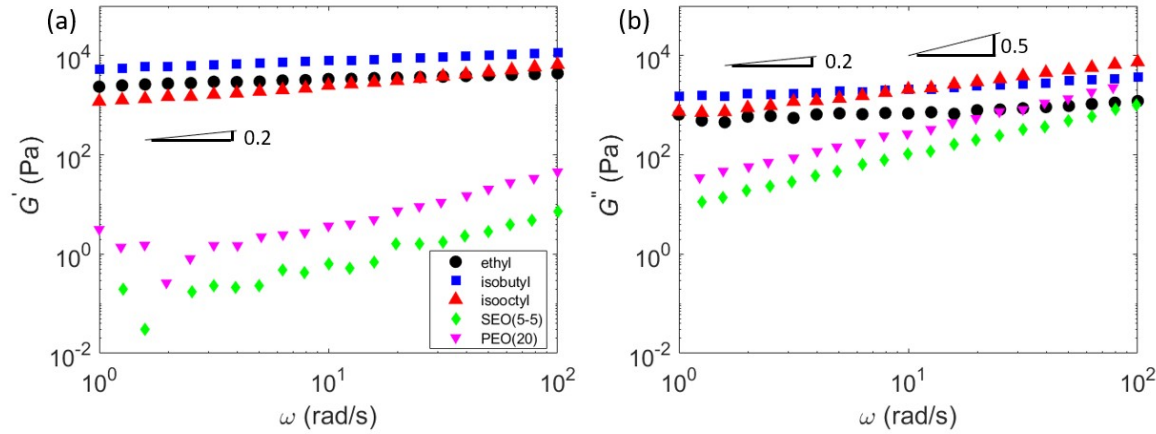 (a)
10^4
10^2
10^0
10^-2
G' (Pa)
0.2
ethyl
isobutyl
isooctyl
SEO(5-5)
PEO(20)
10^0
10^1
10^2
ω (rad/s)
(b)
10^4
10^2
10^0
10^-2
G" (Pa)
0.2
0.5
10^0
10^1
10^2
ω (rad/s)